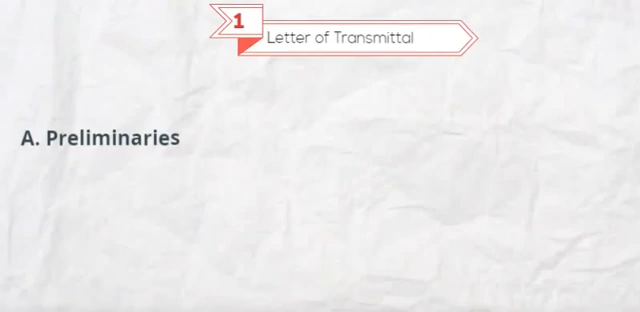 1
Letter of Transmittal
A. Preliminaries